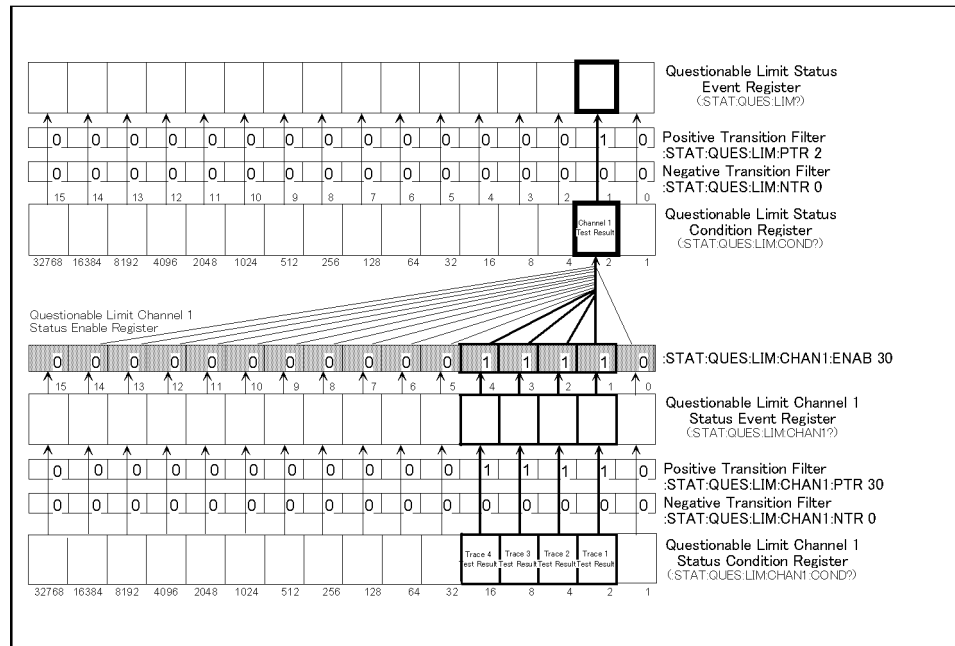 Questionable Limit Status
Event Register
(:STAT:QUES:LIM?)
0 0 0 0 0 0 0 0 0 0 0 0 0 0 1 0
Positive Transition Filter
:STAT:QUES:LIM:PTR 2
0 0 0 0 0 0 0 0 0 0 0 0 0 0 0 0
Negative Transition Filter
:STAT:QUES:LIM:NTR 0
15 14 13 12 11 10 9 8 7 6 5 4 3 2 1 0
Channel 1
Test Result
Questionable Limit Status
Condition Register
(:STAT:QUES:LIM:COND?)
32768 16384 8192 4096 2048 1024 512 256 128 64 32 16 8 4 2 1
Questionable Limit Channel 1
Status Enable Register
0 0 0 0 0 0 0 0 0 0 0 1 1 1 1 0
:STAT:QUES:LIM:CHAN1:ENAB 30
15 14 13 12 11 10 9 8 7 6 5 4 3 2 1 0
Questionable Limit Channel 1
Status Event Register
(:STAT:QUES:LIM:CHAN1?)
0 0 0 0 0 0 0 0 0 0 0 1 1 1 1 0
Positive Transition Filter
:STAT:QUES:LIM:CHAN1:PTR 30
0 0 0 0 0 0 0 0 0 0 0 0 0 0 0 0
Negative Transition Filter
:STAT:QUES:LIM:CHAN1:NTR 0
Trace 4 Trace 3 Trace 2 Trace 1
Test Result Test Result Test Result Test Result
Questionable Limit Channel 1
Status Condition Register
(:STAT:QUES:LIM:CHAN1:COND?)
32768 16384 8192 4096 2048 1024 512 256 128 64 32 16 8 4 2 1